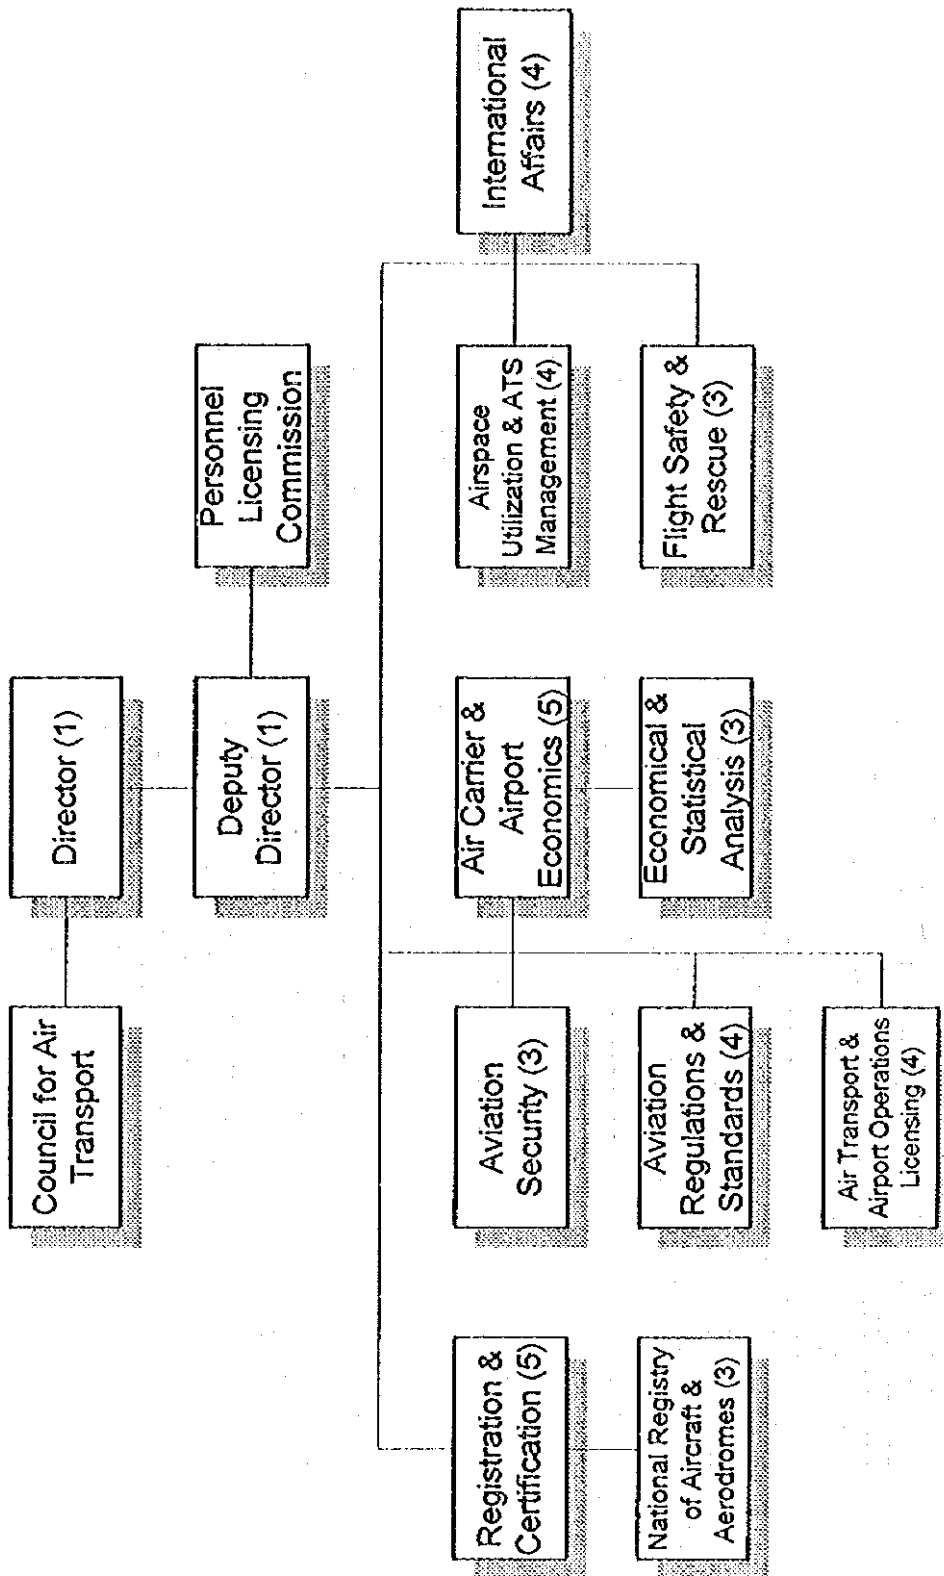 Council for Air
Transport
Director (1)
Deputy
Director (1)
Personnel
Licensing
Commission
Registration &
Certification (5)
Aviation
Security (3)
Air Carrier &
Airport
Economics (5)
Airspace
Utilization & ATS
Management (4)
International
Affairs (4)
National Registry
of Aircraft &
Aerodromes (3)
Aviation
Regulations &
Standards (4)
Economical &
Statistical
Analysis (3)
Flight Safety &
Rescue (3)
Air Transport &
Airport Operations
Licensing (4)